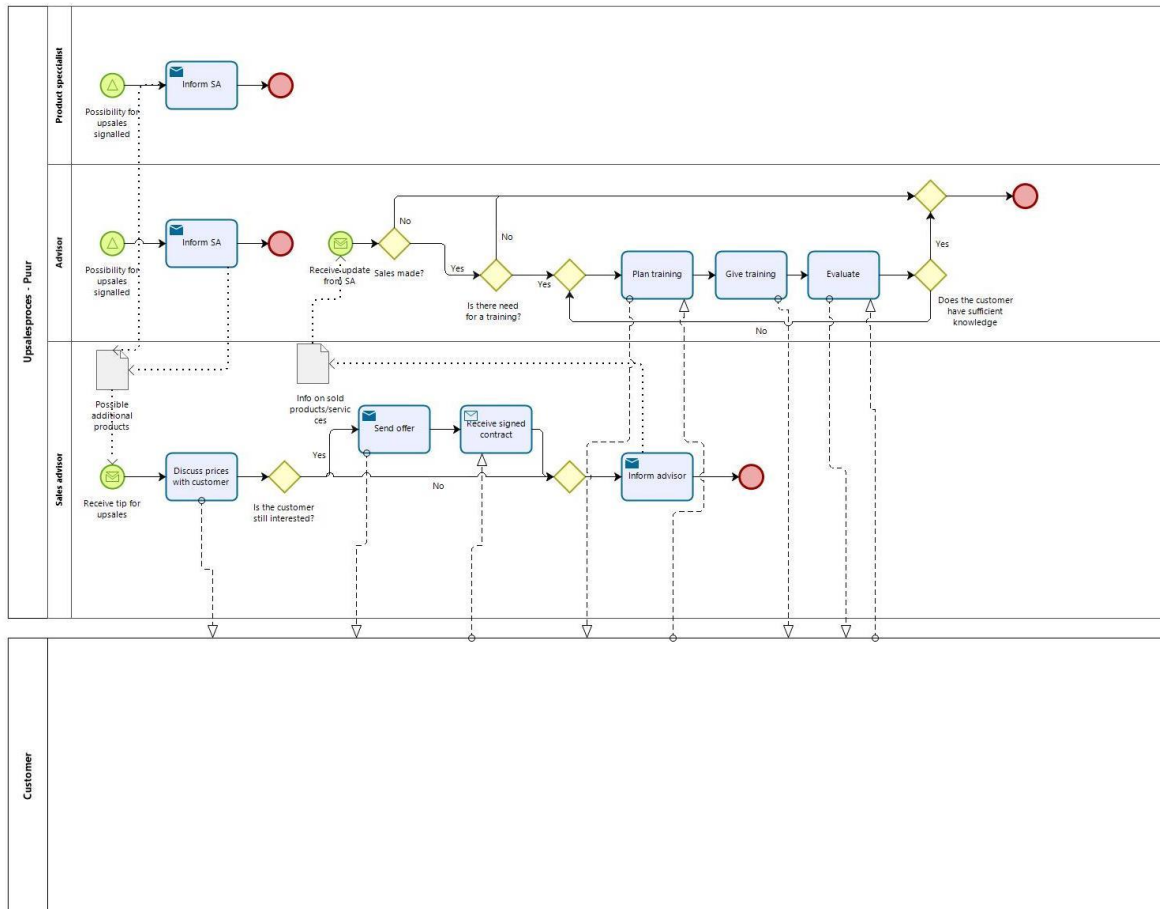 Upsalesproces - Puur
Product speccialist
Inform SA
Possibility for
upsales
signalled
Advisor
Inform SA
Possibility for
upsales
signalled
Receive update
from SA
No
Sales made?
Yes
No
Is there need
for a training?
Yes
Plan training
Give training
Evaluate
Yes
Does the customer
have sufficient
knowledge
No
Sales advisor
Possible
additional
products
Info on sold
products/servic
ces
Receive tip for
upsales
Discuss prices
with customer
Is the customer
still interested?
Yes
No
Send offer
Receive signed
contract
Inform advisor
Customer